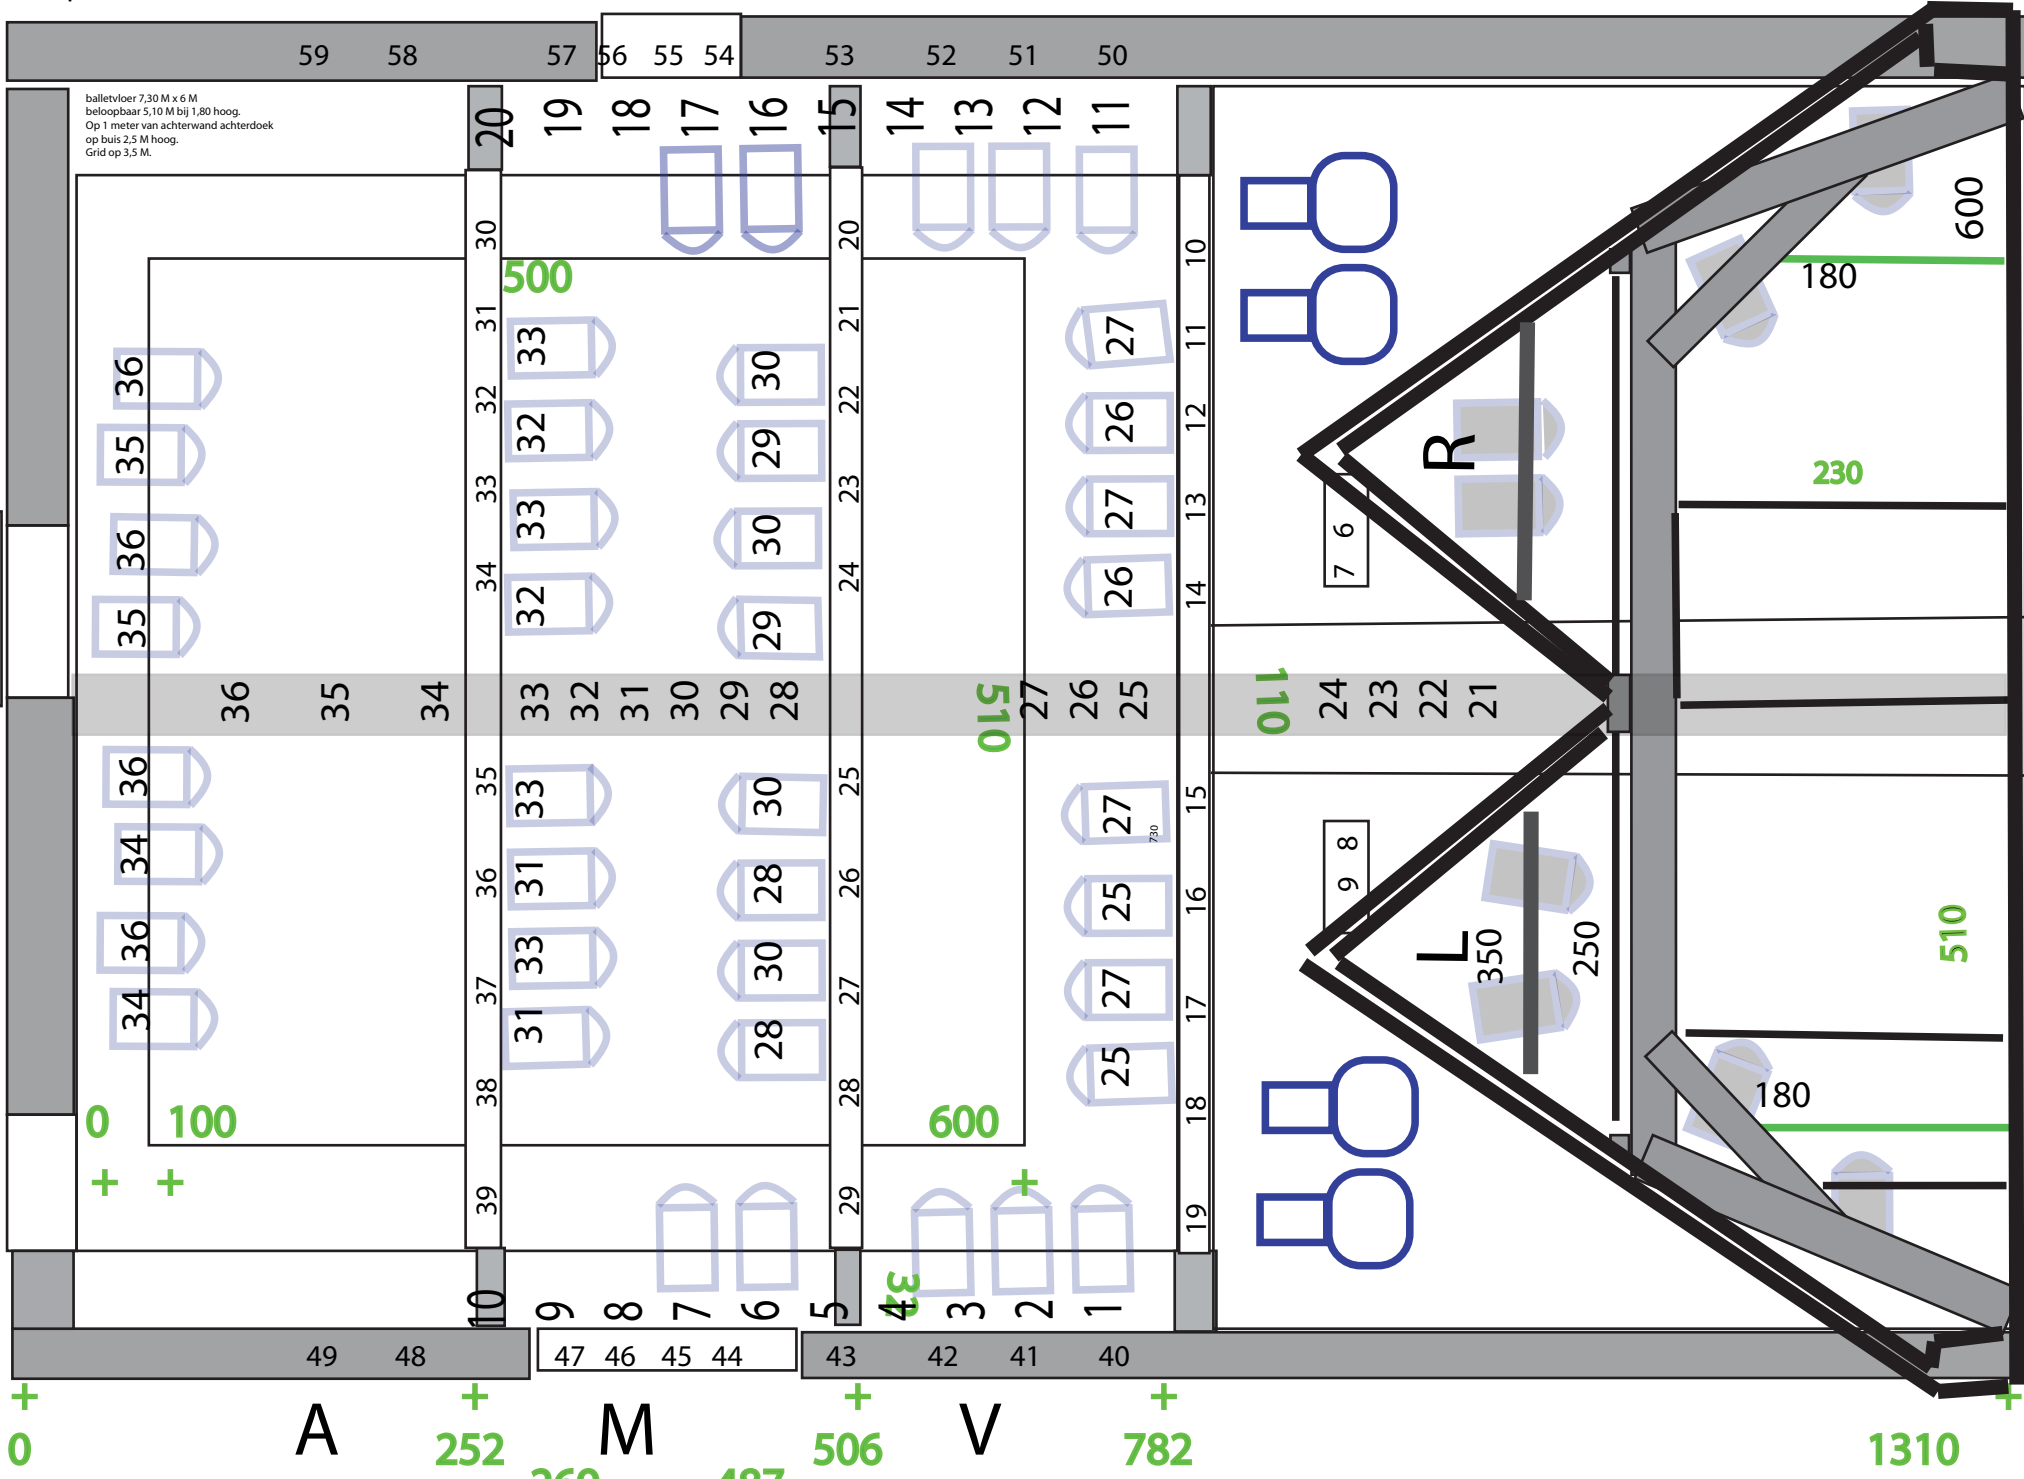 59 58 57 56 55 54 53 52 51 50
balletvloer 7,30 M x 6 M
beloopbaar 5,10 M bij 1,80 hoog.
Op 1 meter van achterwand achterdoek
op buis 2,5 M hoog.
Grid op 3,5 M.
20 19 18 17 16 15 14 13 12 11
30 20 10
600
500
180
31 21 11
33 27
36 30
32 22 12
32 26
35 29
R
230
33 23 13
33 27
36 30
6
7
34 24 14
32 26
35 29
36 35 34 33 32 31 30 29 28 510 27 26 25 110 24 23 22 21
35 25 15
36 33 30 27
730
8
9
34 31 28 25
36 26 16
36 33 30 27
L
350
250
510
37 27 17
34 31 28 25
38 28 18
0 100 600
180
39 29 19
10 9 8 7 6 5 4 3 2 1
49 48 47 46 45 44 43 42 41 40
A M V
0 252 506 782 1310